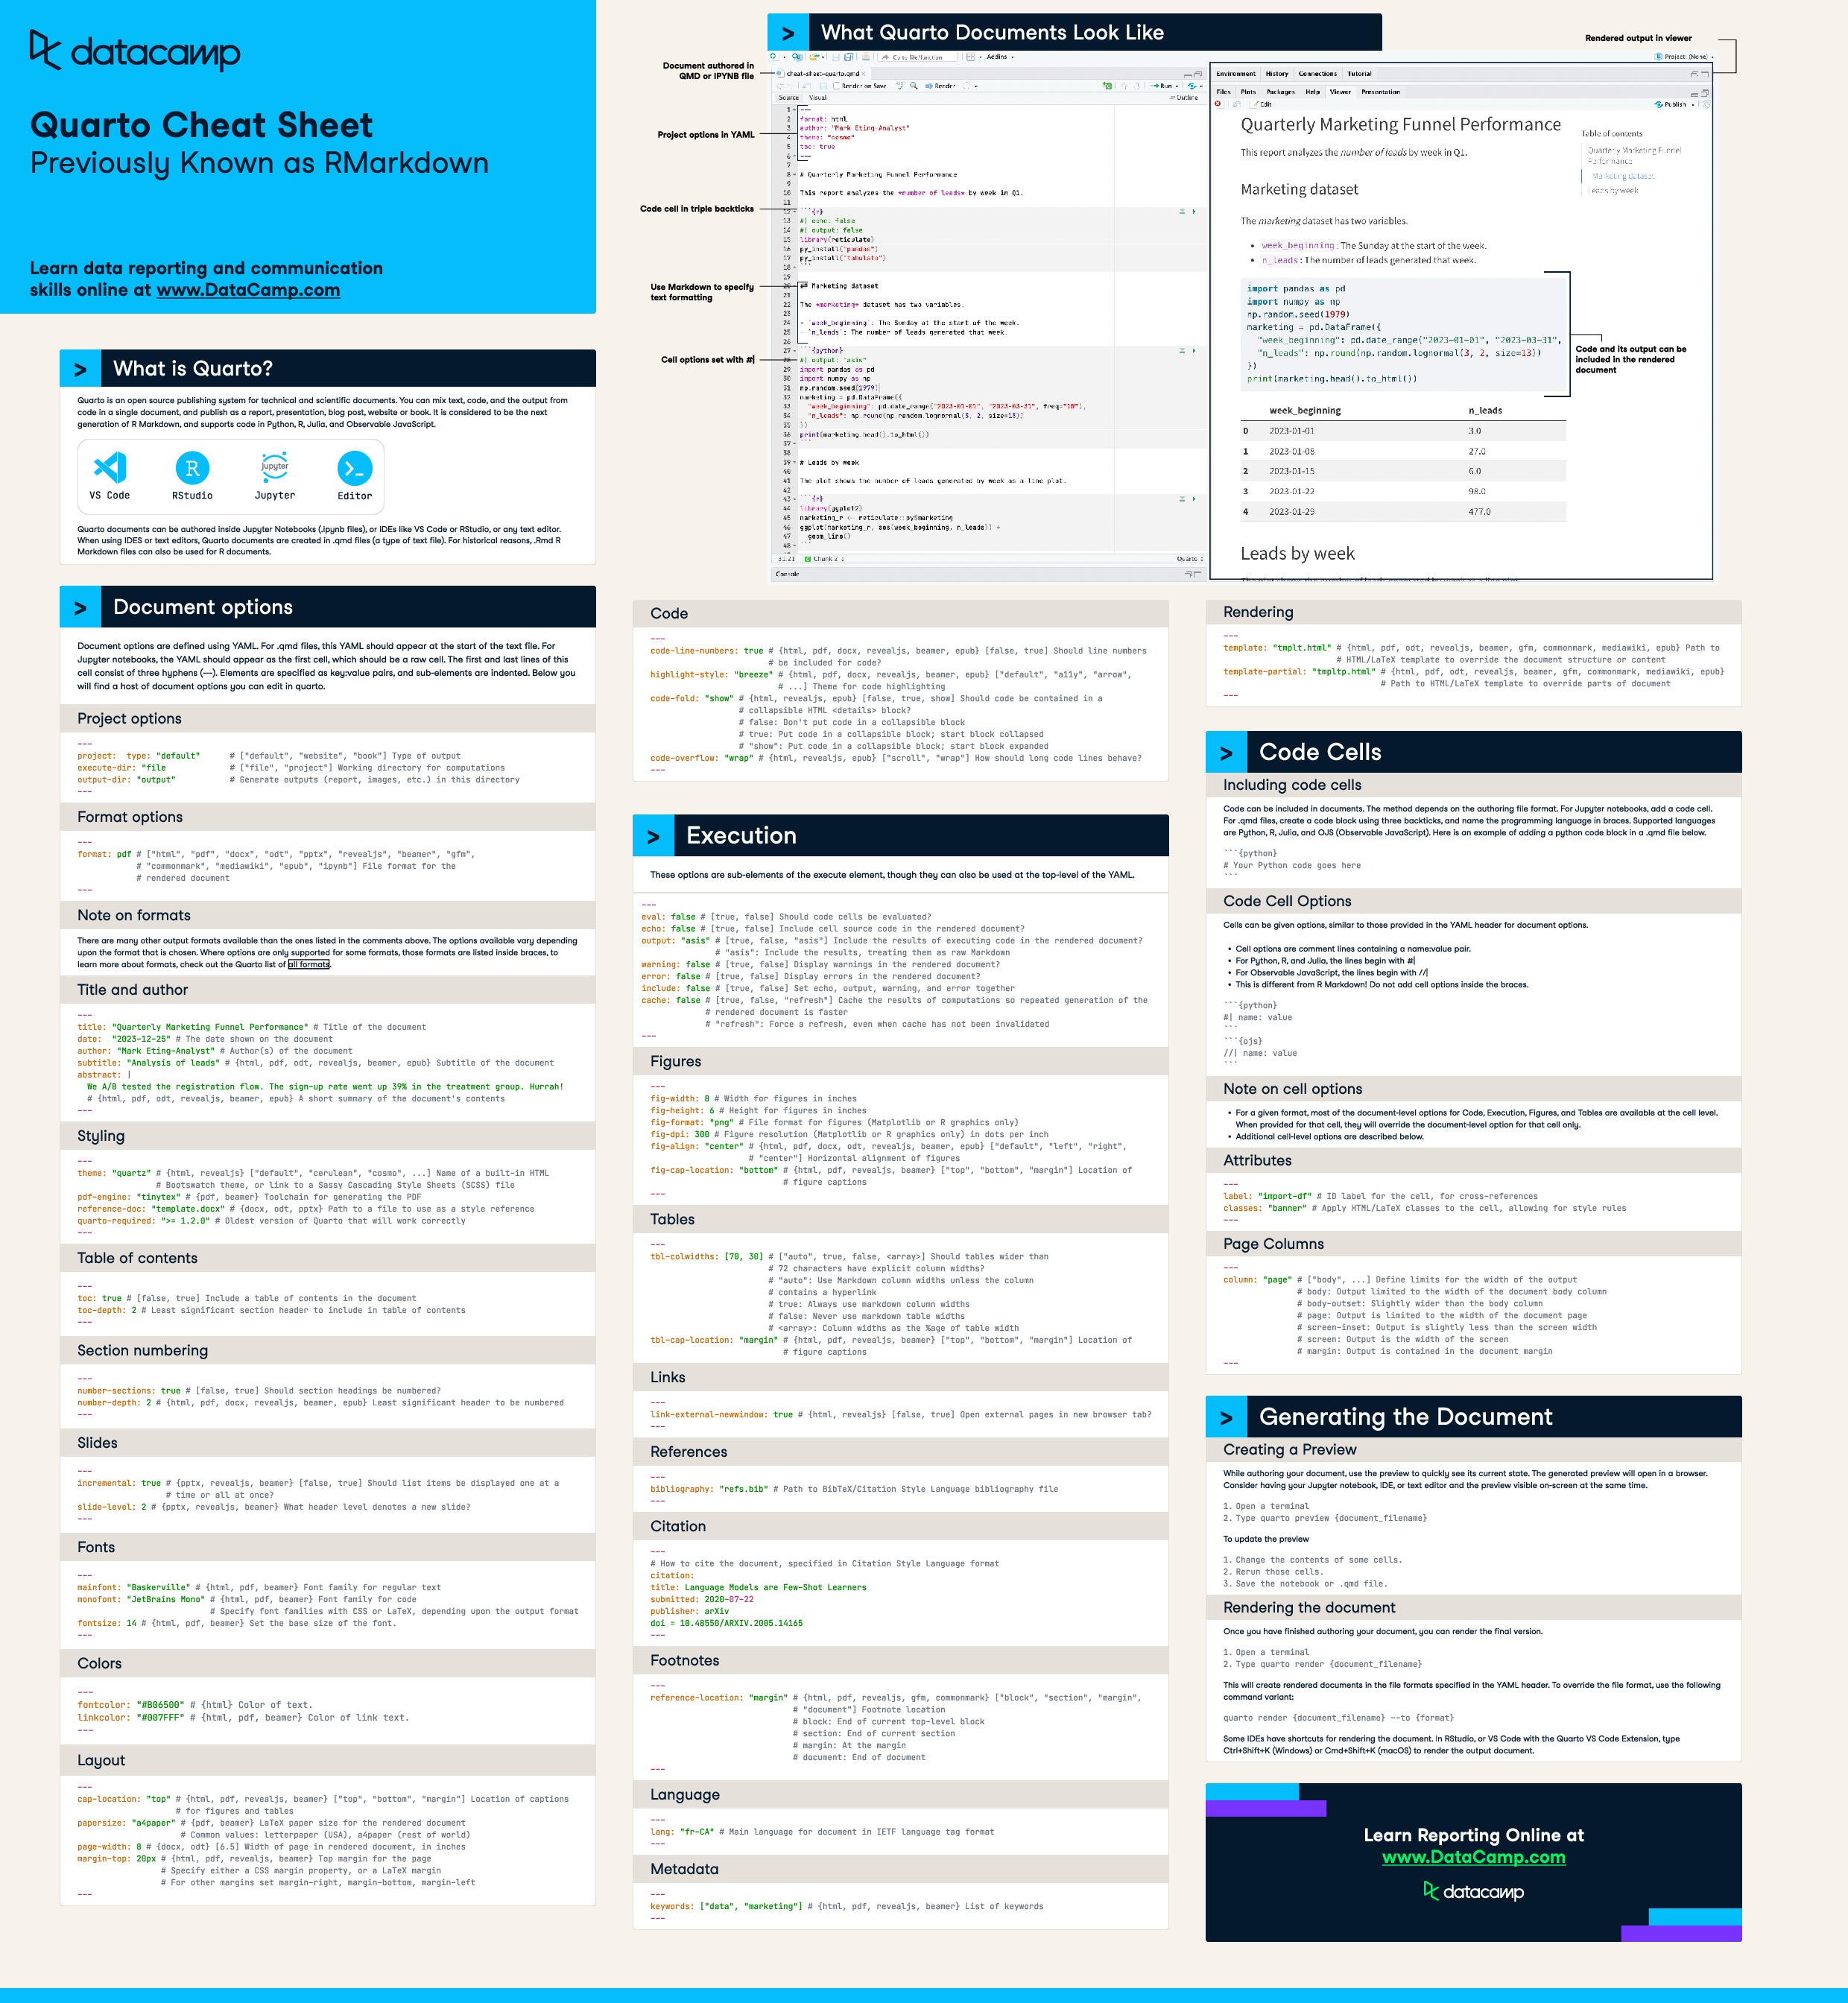 datacamp
Quarto Cheat Sheet
Previously Known as RMarkdown
Learn data reporting and communication
skills online at www.DataCamp.com
> What is Quarto?
Quarto is an open source publishing system for technical and scientific documents. You can mix text, code, and the output from
code in a single document, and publish as a report, presentation, blog post, website or book. It is considered to be the next
generation of R Markdown, and supports code in Python, R, Julia, and Observable JavaScript.
VS Code RStudio Jupyter Editor
Quarto documents can be authored inside Jupyter Notebooks (.ipynb files), or IDEs like VS Code or RStudio, or any text editor.
When using IDES or text editors, Quarto documents are created in .qmd files (a type of text file). For historical reasons, .Rmd R
Markdown files can also be used for R documents.
> Document options
Document options are defined using YAML. For .qmd files, this YAML should appear at the start of the text file. For
Jupyter notebooks, the YAML should appear as the first cell, which should be a raw cell. The first and last lines of this
cell consist of three hyphens (---). Elements are specified as key:value pairs, and sub-elements are indented. Below you
will find a host of document options you can edit in quarto.
Project options
---
project:  type: "default" # ["default", "website", "book"] Type of output
execute-dir: "file # ["file", "project"] Working directory for computations
output-dir: "output" # Generate outputs (report, images, etc.) in this directory
---
Format options
---
format: pdf # ["html", "pdf", "docx", "odt", "pptx", "revealjs", "beamer", "gfm",
# "commonmark", "mediawiki", "epub", "ipynb"] File format for the
# rendered document
---
Note on formats
There are many other output formats available than the ones listed in the comments above. The options available vary depending
upon the format that is chosen. Where options are only supported for some formats, those formats are listed inside braces, to
learn more about formats, check out the Quarto list of all formats.
Title and author
---
title: "Quarterly Marketing Funnel Performance" # Title of the document
date:  "2023-12-25" # The date shown on the document
author: "Mark Eting-Analyst" # Author(s) of the document
subtitle: "Analysis of leads" # {html, pdf, odt, revealjs, beamer, epub} Subtitle of the document
abstract: |
We A/B tested the registration flow. The sign-up rate went up 39% in the treatment group. Hurrah!
# {html, pdf, odt, revealjs, beamer, epub} A short summary of the document's contents
---
Styling
---
theme: "quartz" # {html, revealjs} ["default", "cerulean", "cosmo", ...] Name of a built-in HTML
# Bootswatch theme, or link to a Sassy Cascading Style Sheets (SCSS) file
pdf-engine: "tinytex" # {pdf, beamer} Toolchain for generating the PDF
reference-doc: "template.docx" # {docx, odt, pptx} Path to a file to use as a style reference
quarto-required: ">= 1.2.0" # Oldest version of Quarto that will work correctly
---
Table of contents
---
toc: true # [false, true] Include a table of contents in the document
toc-depth: 2 # Least significant section header to include in table of contents
---
Section numbering
---
number-sections: true # [false, true] Should section headings be numbered?
number-depth: 2 # {html, pdf, docx, revealjs, beamer, epub} Least significant header to be numbered
---
Slides
---
incremental: true # {pptx, revealjs, beamer} [false, true] Should list items be displayed one at a
# time or all at once?
slide-level: 2 # {pptx, revealjs, beamer} What header level denotes a new slide?
---
Fonts
---
mainfont: "Baskerville" # {html, pdf, beamer} Font family for regular text
monofont: "JetBrains Mono" # {html, pdf, beamer} Font family for code
# Specify font families with CSS or LaTeX, depending upon the output format
fontsize: 14 # {html, pdf, beamer} Set the base size of the font.
---
Colors
---
fontcolor: "#B06500" # {html} Color of text.
linkcolor: "#007FFF" # {html, pdf, beamer} Color of link text.
---
Layout
---
cap-location: "top" # {html, pdf, revealjs, beamer} ["top", "bottom", "margin"] Location of captions
# for figures and tables
papersize: "a4paper" # {pdf, beamer} LaTeX paper size for the rendered document
# Common values: letterpaper (USA), a4paper (rest of world)
page-width: 8 # {docx, odt} [6.5] Width of page in rendered document, in inches
margin-top: 20px # {html, pdf, revealjs, beamer} Top margin for the page
# Specify either a CSS margin property, or a LaTeX margin
# For other margins set margin-right, margin-bottom, margin-left
---
> What Quarto Documents Look Like
Document authored in
QMD or IPYNB file
Project options in YAML
Code cell in triple backticks
Use Markdown to specify
text formatting
Cell options set with #|
Rendered output in viewer
Code and its output can be
included in the rendered
document
Go to file/function Addins Project: (None)
cheat-sheet-quarto.qmd
Render on Save Render Run
Source Visual Outline
1 ---
2 format: html
3 author: "Mark Eting-Analyst"
4 theme: "cosmo"
5 toc: true
6 ---
7
8 # Quarterly Marketing Funnel Performance
9
10 This report analyzes the *number of leads* by week in Q1.
11
12 ```{r}
13 #| echo: false
14 #| output: false
15 library(reticulate)
16 py_install("pandas")
17 py_install("tabulate")
18 ```
19
20 ## Marketing dataset
21
22 The *marketing* dataset has two variables.
23
24 - `week_beginning`: The Sunday at the start of the week.
25 - `n_leads`: The number of leads generated that week.
26
27 ```{python}
28 #| output: "asis"
29 import pandas as pd
30 import numpy as np
31 np.random.seed(1979)
32 marketing = pd.DataFrame({
33 "week_beginning": pd.date_range("2023-01-01", "2023-03-31", freq="1W"),
34 "n_leads": np.round(np.random.lognormal(3, 2, size=13))
35 })
36 print(marketing.head().to_html())
37 ```
38
39 # Leads by week
40
41 The plot shows the number of leads generated by week as a line plot.
42
43 ```{r}
44 library(ggplot2)
45 marketing_r <- reticulate::py$marketing
46 ggplot(marketing_r, aes(week_beginning, n_leads)) +
47 geom_line()
48 ```
31:21 Chunk 2 Quarto
Console
Environment History Connections Tutorial
Files Plots Packages Help Viewer Presentation
Edit Publish
Quarterly Marketing Funnel Performance
This report analyzes the number of leads by week in Q1.
Table of contents
Quarterly Marketing Funnel
Performance
Marketing dataset
Leads by week
Marketing dataset
The marketing dataset has two variables.
• week_beginning: The Sunday at the start of the week.
• n_leads: The number of leads generated that week.
import pandas as pd
import numpy as np
np.random.seed(1979)
marketing = pd.DataFrame({
"week_beginning": pd.date_range("2023-01-01", "2023-03-31",
"n_leads": np.round(np.random.lognormal(3, 2, size=13))
})
print(marketing.head().to_html())
week_beginning n_leads
0 2023-01-01 3.0
1 2023-01-08 27.0
2 2023-01-15 6.0
3 2023-01-22 98.0
4 2023-01-29 477.0
Leads by week
Code
---
code-line-numbers: true # {html, pdf, docx, revealjs, beamer, epub} [false, true] Should line numbers
# be included for code?
highlight-style: "breeze" # {html, pdf, docx, revealjs, beamer, epub} ["default", "a11y", "arrow",
# ...] Theme for code highlighting
code-fold: "show" # {html, revealjs, epub} [false, true, show] Should code be contained in a
# collapsible HTML <details> block?
# false: Don't put code in a collapsible block
# true: Put code in a collapsible block; start block collapsed
# "show": Put code in a collapsible block; start block expanded
code-overflow: "wrap" # {html, revealjs, epub} ["scroll", "wrap"] How should long code lines behave?
---
> Execution
These options are sub-elements of the execute element, though they can also be used at the top-level of the YAML.
---
eval: false # [true, false] Should code cells be evaluated?
echo: false # [true, false] Include cell source code in the rendered document?
output: "asis" # [true, false, "asis"] Include the results of executing code in the rendered document?
# "asis": Include the results, treating them as raw Markdown
warning: false # [true, false] Display warnings in the rendered document?
error: false # [true, false] Display errors in the rendered document?
include: false # [true, false] Set echo, output, warning, and error together
cache: false # [true, false, "refresh"] Cache the results of computations so repeated generation of the
# rendered document is faster
# "refresh": Force a refresh, even when cache has not been invalidated
---
Figures
---
fig-width: 8 # Width for figures in inches
fig-height: 6 # Height for figures in inches
fig-format: "png" # File format for figures (Matplotlib or R graphics only)
fig-dpi: 300 # Figure resolution (Matplotlib or R graphics only) in dots per inch
fig-align: "center" # {html, pdf, docx, odt, revealjs, beamer, epub} ["default", "left", "right",
# "center"] Horizontal alignment of figures
fig-cap-location: "bottom" # {html, pdf, revealjs, beamer} ["top", "bottom", "margin"] Location of
# figure captions
---
Tables
---
tbl-colwidths: [70, 30] # ["auto", true, false, <array>] Should tables wider than
# 72 characters have explicit column widths?
# "auto": Use Markdown column widths unless the column
# contains a hyperlink
# true: Always use markdown column widths
# false: Never use markdown table widths
# <array>: Column widths as the %age of table width
tbl-cap-location: "margin" # {html, pdf, revealjs, beamer} ["top", "bottom", "margin"] Location of
# figure captions
Links
---
link-external-newwindow: true # {html, revealjs} [false, true] Open external pages in new browser tab?
---
References
---
bibliography: "refs.bib" # Path to BibTeX/Citation Style Language bibliography file
---
Citation
---
# How to cite the document, specified in Citation Style Language format
citation:
title: Language Models are Few-Shot Learners
submitted: 2020-07-22
publisher: arXiv
doi = 10.48550/ARXIV.2005.14165
---
Footnotes
---
reference-location: "margin" # {html, pdf, revealjs, gfm, commonmark} ["block", "section", "margin",
# "document"] Footnote location
# block: End of current top-level block
# section: End of current section
# margin: At the margin
# document: End of document
---
Language
---
lang: "fr-CA" # Main language for document in IETF language tag format
---
Metadata
---
keywords: ["data", "marketing"] # {html, pdf, revealjs, beamer} List of keywords
---
Rendering
---
template: "tmplt.html" # {html, pdf, odt, revealjs, beamer, gfm, commonmark, mediawiki, epub} Path to
# HTML/LaTeX template to override the document structure or content
template-partial: "tmpltp.html" # {html, pdf, odt, revealjs, beamer, gfm, commonmark, mediawiki, epub}
# Path to HTML/LaTeX template to override parts of document
---
> Code Cells
Including code cells
Code can be included in documents. The method depends on the authoring file format. For Jupyter notebooks, add a code cell.
For .qmd files, create a code block using three backticks, and name the programming language in braces. Supported languages
are Python, R, Julia, and OJS (Observable JavaScript). Here is an example of adding a python code block in a .qmd file below.
```{python}
# Your Python code goes here
```
Code Cell Options
Cells can be given options, similar to those provided in the YAML header for document options.
• Cell options are comment lines containing a name:value pair.
• For Python, R, and Julia, the lines begin with #|
• For Observable JavaScript, the lines begin with //|
• This is different from R Markdown! Do not add cell options inside the braces.
```{python}
#| name: value
```
```{ojs}
//| name: value
```
Note on cell options
• For a given format, most of the document-level options for Code, Execution, Figures, and Tables are available at the cell level.
When provided for that cell, they will override the document-level option for that cell only.
• Additional cell-level options are described below.
Attributes
---
label: "import-df" # ID label for the cell, for cross-references
classes: "banner" # Apply HTML/LaTeX classes to the cell, allowing for style rules
---
Page Columns
---
column: "page" # ["body", ...] Define limits for the width of the output
# body: Output limited to the width of the document body column
# body-outset: Slightly wider than the body column
# page: Output is limited to the width of the document page
# screen-inset: Output is slightly less than the screen width
# screen: Output is the width of the screen
# margin: Output is contained in the document margin
---
> Generating the Document
Creating a Preview
While authoring your document, use the preview to quickly see its current state. The generated preview will open in a browser.
Consider having your Jupyter notebook, IDE, or text editor and the preview visible on-screen at the same time.
1. Open a terminal
2. Type quarto preview {document_filename}
To update the preview
1. Change the contents of some cells.
2. Rerun those cells.
3. Save the notebook or .qmd file.
Rendering the document
Once you have finished authoring your document, you can render the final version.
1. Open a terminal
2. Type quarto render {document_filename}
This will create rendered documents in the file formats specified in the YAML header. To override the file format, use the following
command variant:
quarto render {document_filename} --to {format}
Some IDEs have shortcuts for rendering the document. In RStudio, or VS Code with the Quarto VS Code Extension, type
Ctrl+Shift+K (Windows) or Cmd+Shift+K (macOS) to render the output document.
Learn Reporting Online at
www.DataCamp.com
datacamp